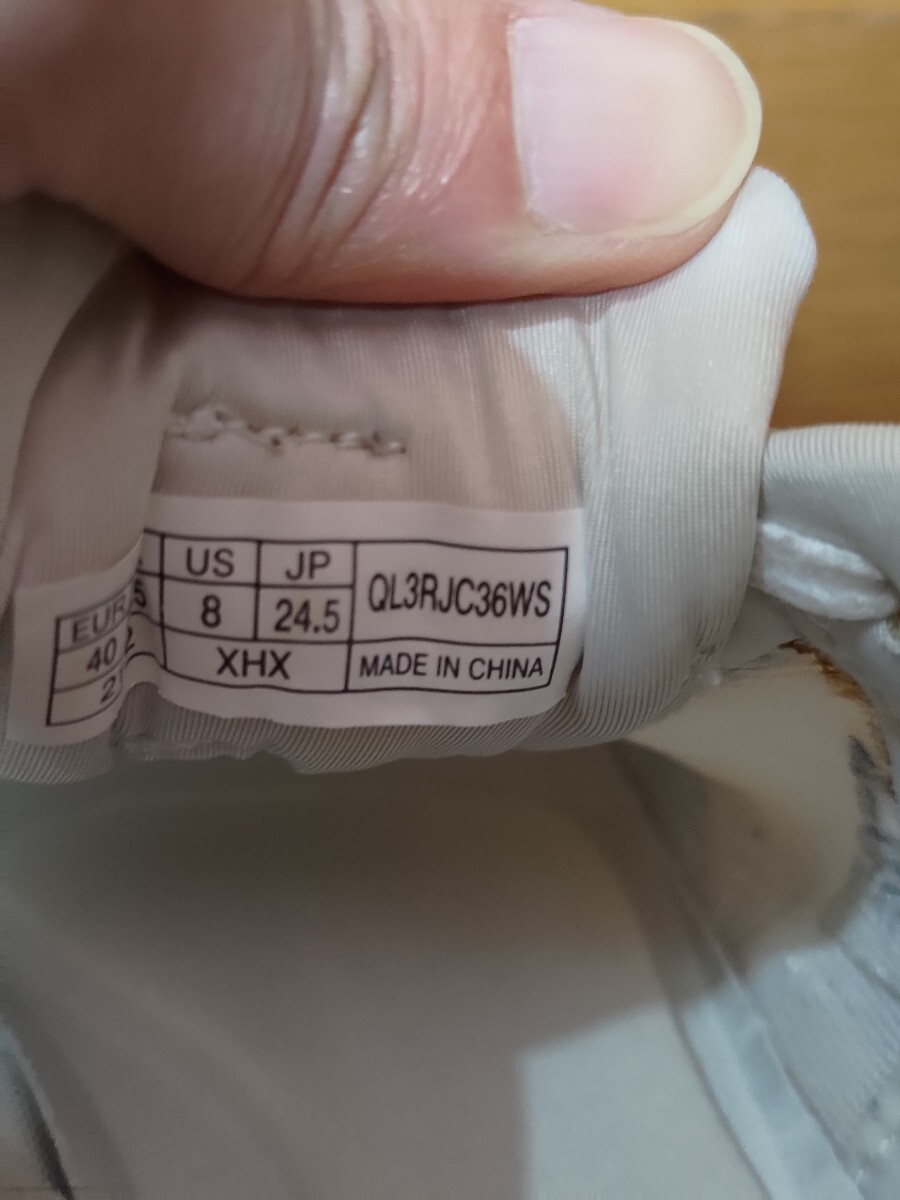 EUR US JP QL3RJC36WS
40 8 24.5
XHX MADE IN CHINA